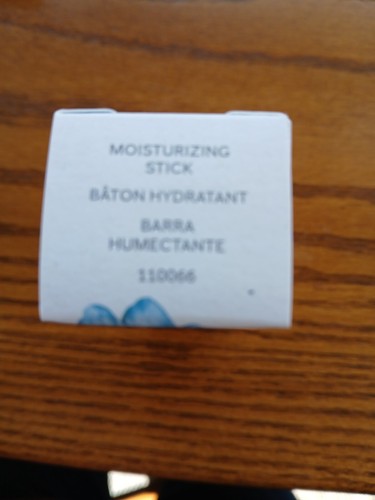 MOISTURIZING
STICK
BÂTON HYDRATANT
BARRA
HUMECTANTE
110066